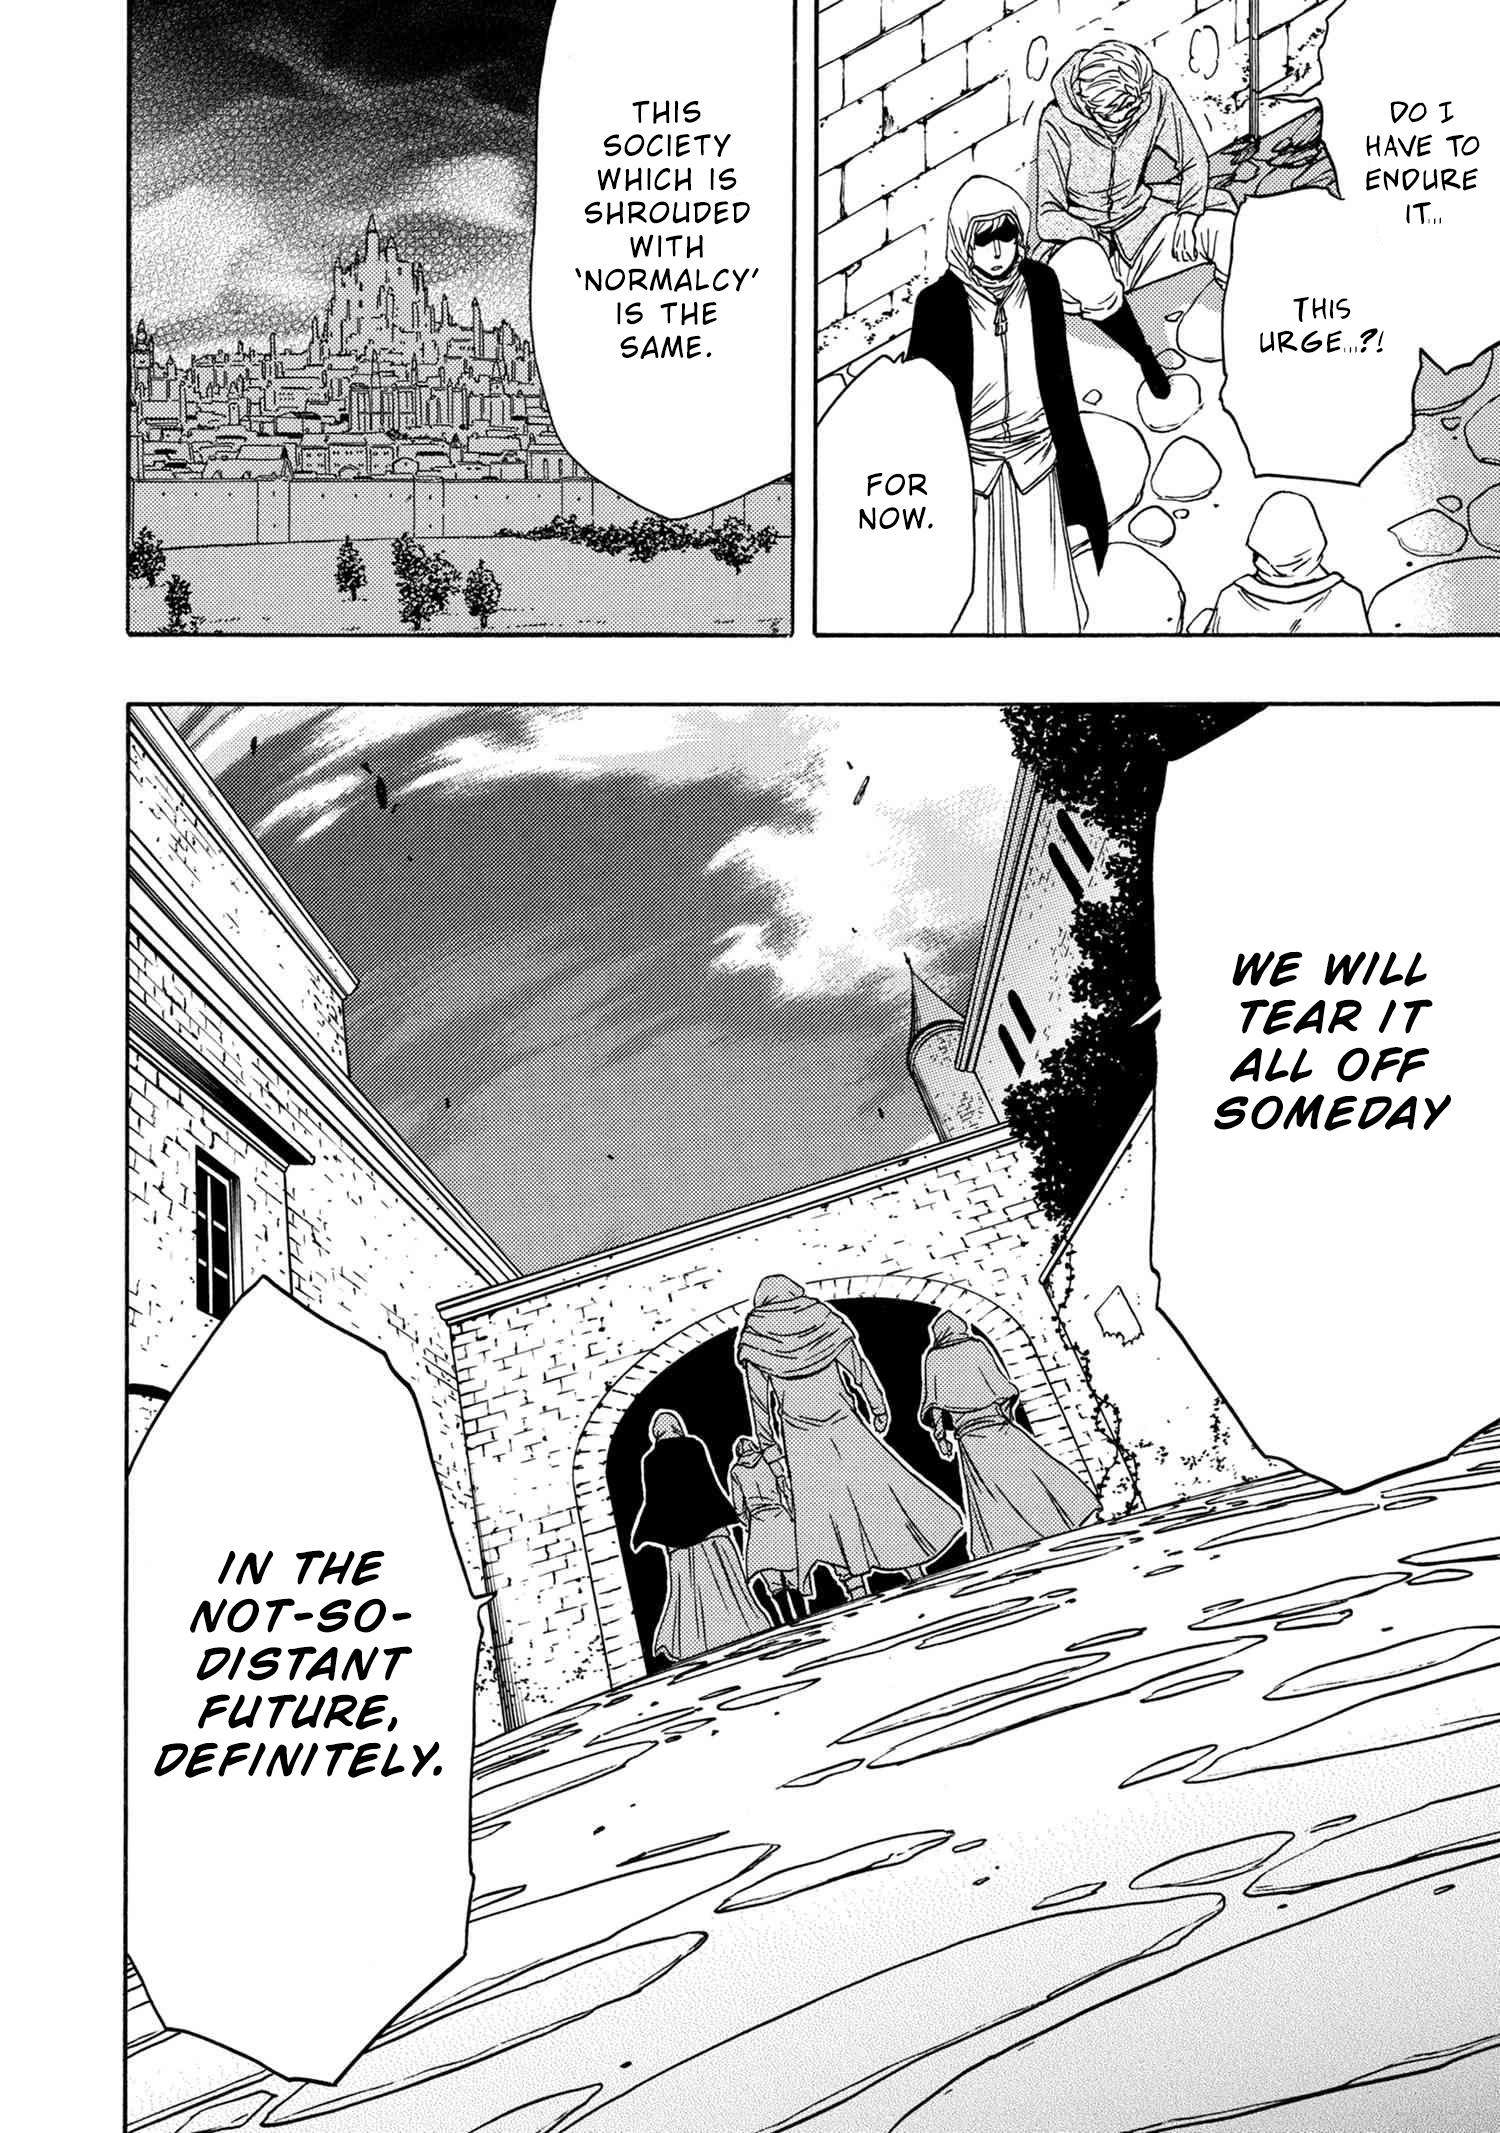 DO I
HAVE TO
ENDURE
IT...
THIS
URGE...?!
FOR
NOW.
THIS
SOCIETY
WHICH IS
SHROUDED
WITH
‘NORMALCY’
IS THE
SAME.
WE WILL
TEAR IT
ALL OFF
SOMEDAY
IN THE
NOT-SO-
DISTANT
FUTURE,
DEFINITELY.